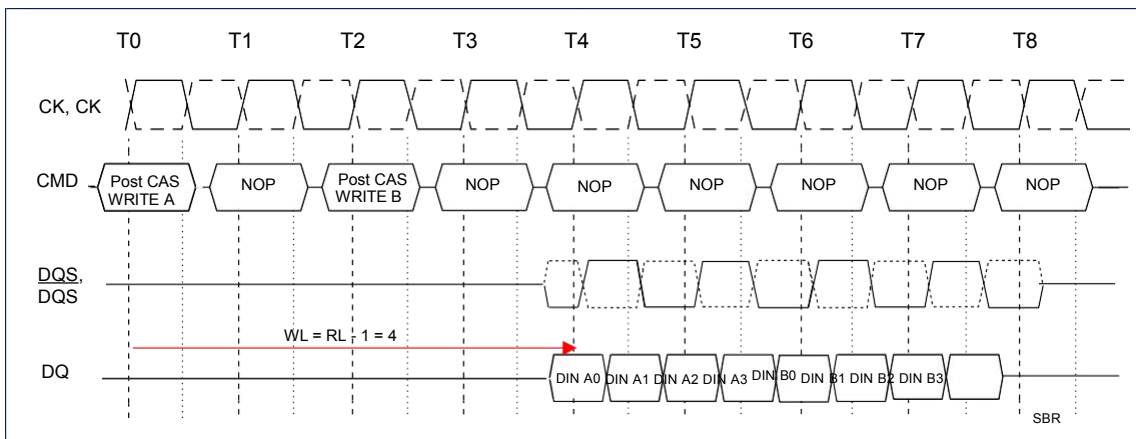 T0 T1 T2 T3 T4 T5 T6 T7 T8
CK, CK
CMD
Post CAS
WRITE A
NOP
Post CAS
WRITE B
NOP
NOP
NOP
NOP
NOP
NOP
DQS,
DQS
WL = RL - 1 = 4
DQ
DIN A0 DIN A1 DIN A2 DIN A3 DIN B0 DIN B1 DIN B2 DIN B3
SBR